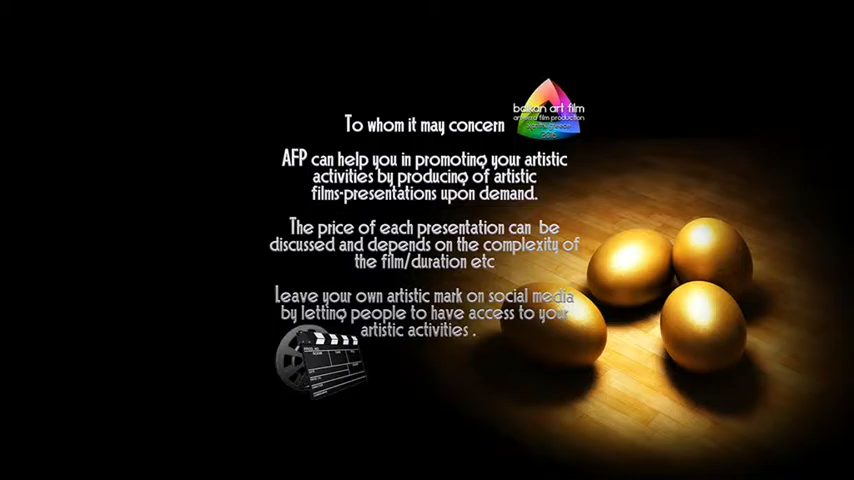 balkan art film
To whom it may concern
AFP can help you in promoting your artistic
activities by producing of artistic
films-presentations upon demand.
The price of each presentation can be
discussed and depends on the complexity of
the film/duration etc
Leave your own artistic mark on social media
by letting people to have access to your
artistic activities .